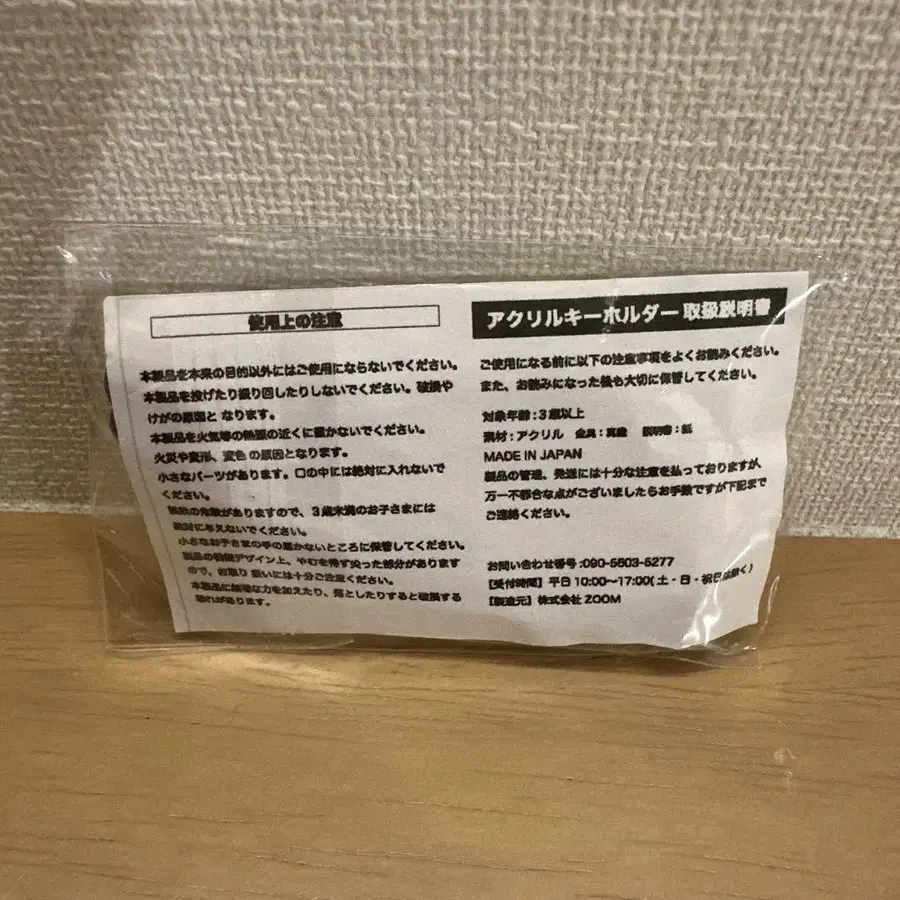 使用上の注意
本製品を本来の目的以外にはご使用にならないでください。
本製品を投げたり振り回したりしないでください。破損や
けがの原因と なります。
本製品を火気等の熱源の近くに置かないでください。
火災や変形、変色 の原因となります。
小さなパーツがあります。口の中には絶対に入れないで
ください。
の危険がありますので、3歳未満のお子さまには
絶対に与えないでください。
小さなお子さまの手の届かないところに保管してください。
製品の デザイン上、やむを得ず尖った部分があります
ので、お取り 扱いには十分ご注意ください。
本製品に無理な力を加えたり、落としたりすると破損する
恐れがあります。
アクリルキーホルダー 取扱説明書
ご使用になる前に以下の注意事項をよくお読みください。
また、お読みになった後も大切に保管してください。
対象年齢 : 3歳以上
素材 : アクリル 金具 : 真鍮 説明書 : 紙
MADE IN JAPAN
製品の管理、発送には十分な注意を払っておりますが、
万一不都合な点がございましたらお手数ですが下記まで
ご連絡ください。
お問い合わせ番号 :090-5603-5277
【受付時間】平日 10:00〜17:00( 土・日・祝日は除く )
【製造元】株式会社 ZOOM